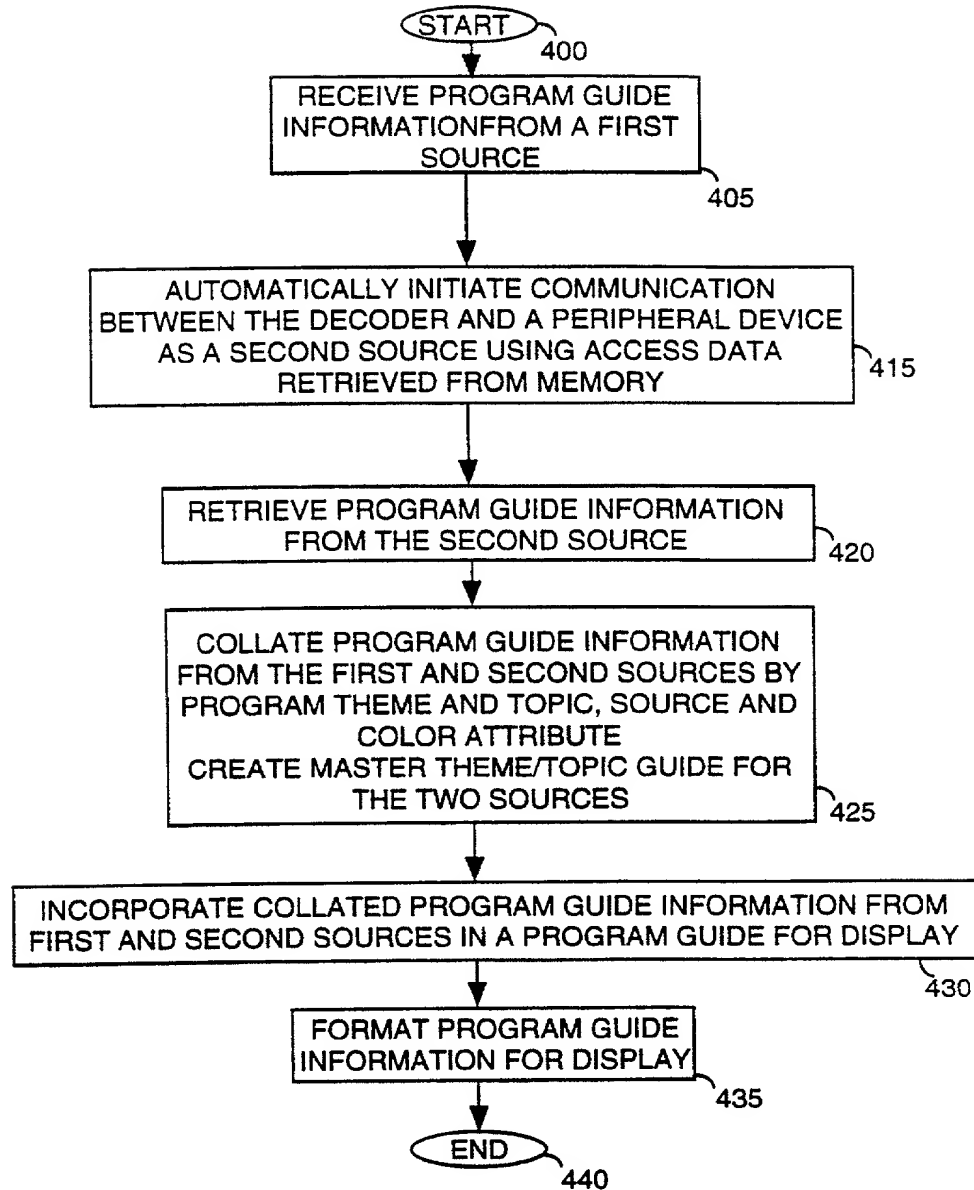 START
400
RECEIVE PROGRAM GUIDE
INFORMATIONFROM A FIRST
SOURCE
405
AUTOMATICALLY INITIATE COMMUNICATION
BETWEEN THE DECODER AND A PERIPHERAL DEVICE
AS A SECOND SOURCE USING ACCESS DATA
RETRIEVED FROM MEMORY
415
RETRIEVE PROGRAM GUIDE INFORMATION
FROM THE SECOND SOURCE
420
COLLATE PROGRAM GUIDE INFORMATION
FROM THE FIRST AND SECOND SOURCES BY
PROGRAM THEME AND TOPIC, SOURCE AND
COLOR ATTRIBUTE
CREATE MASTER THEME/TOPIC GUIDE FOR
THE TWO SOURCES
425
INCORPORATE COLLATED PROGRAM GUIDE INFORMATION FROM
FIRST AND SECOND SOURCES IN A PROGRAM GUIDE FOR DISPLAY
430
FORMAT PROGRAM GUIDE
INFORMATION FOR DISPLAY
435
END
440